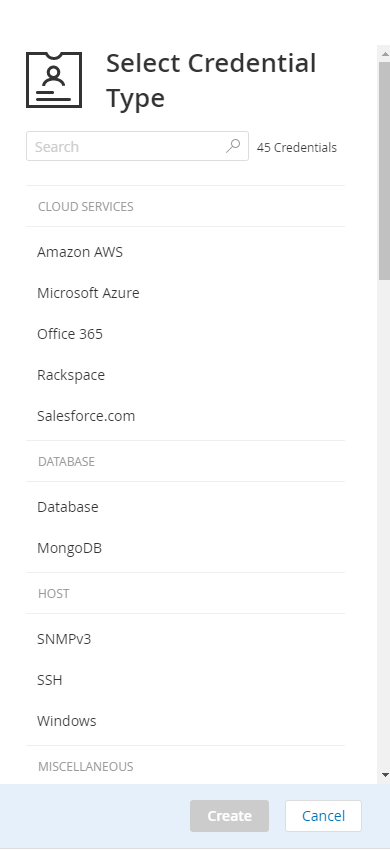 Select Credential
Type
Search
45 Credentials
CLOUD SERVICES
Amazon AWS
Microsoft Azure
Office 365
Rackspace
Salesforce.com
DATABASE
Database
MongoDB
HOST
SNMPv3
SSH
Windows
MISCELLANEOUS
Create
Cancel